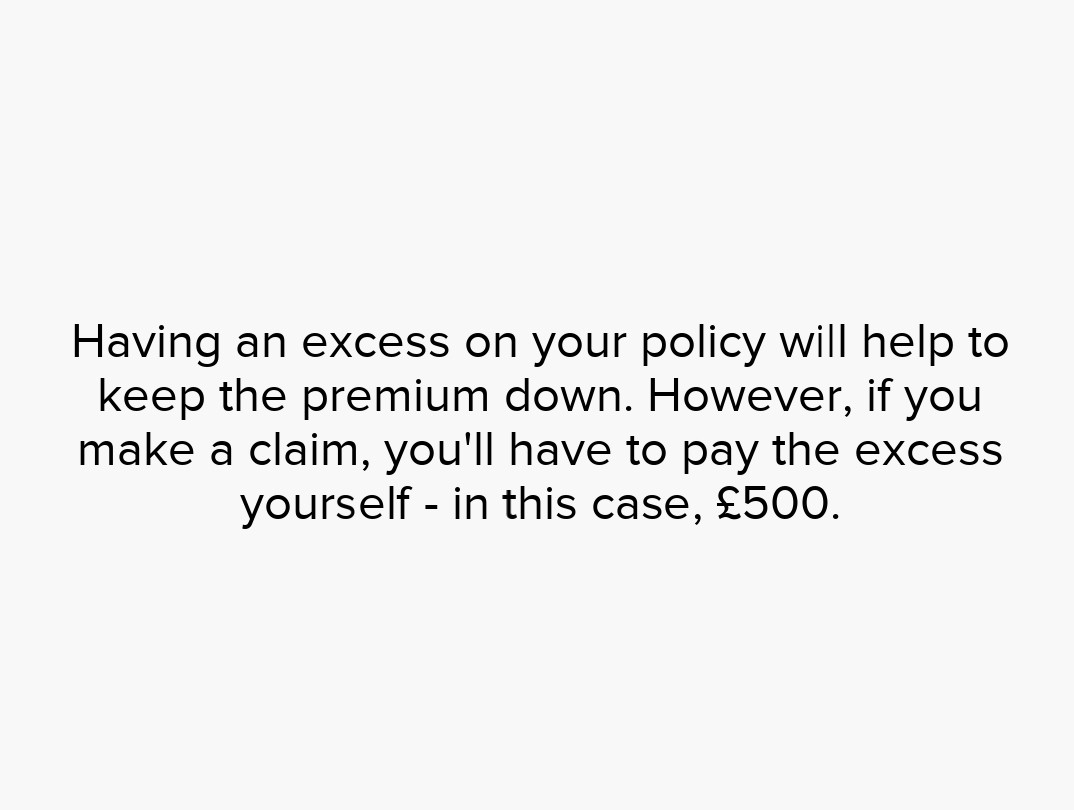 Having an excess on your policy will help to
keep the premium down. However, if you
make a claim, you'll have to pay the excess
yourself - in this case, £500.